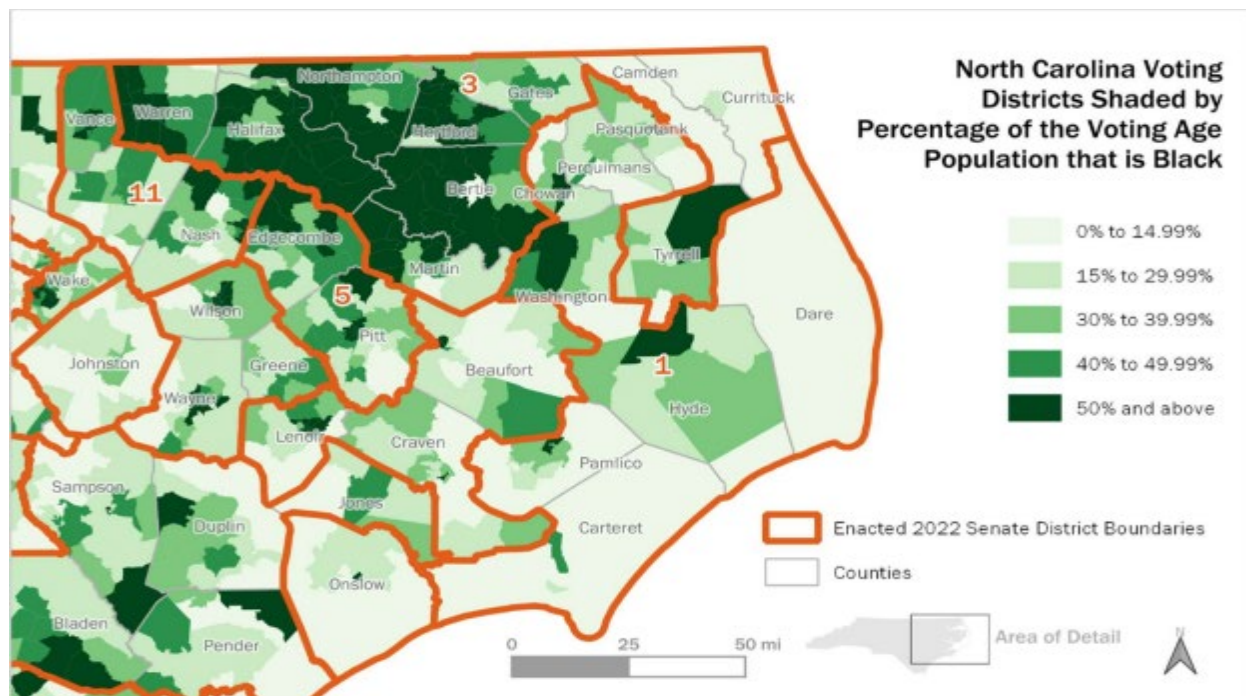 North Carolina Voting
Districts Shaded by
Percentage of the Voting Age
Population that is Black
0% to 14.99%
15% to 29.99%
30% to 39.99%
40% to 49.99%
50% and above
Enacted 2022 Senate District Boundaries
Counties
Area of Detail
N
0 25 50 mi
Northampton
3
Camden
Gates
Currituck
Vance
Warren
Halifax
Hertford
Pasquotank
Perquimans
11
Bertie
Chowan
Nash
Edgecombe
Martin
Tyrrell
Wake
5
Washington
Wilson
Pitt
Dare
Johnston
Greene
Beaufort
1
Wayne
Hyde
Lenoir
Craven
Pamlico
Sampson
Jones
Duplin
Carteret
Onslow
Bladen
Pender